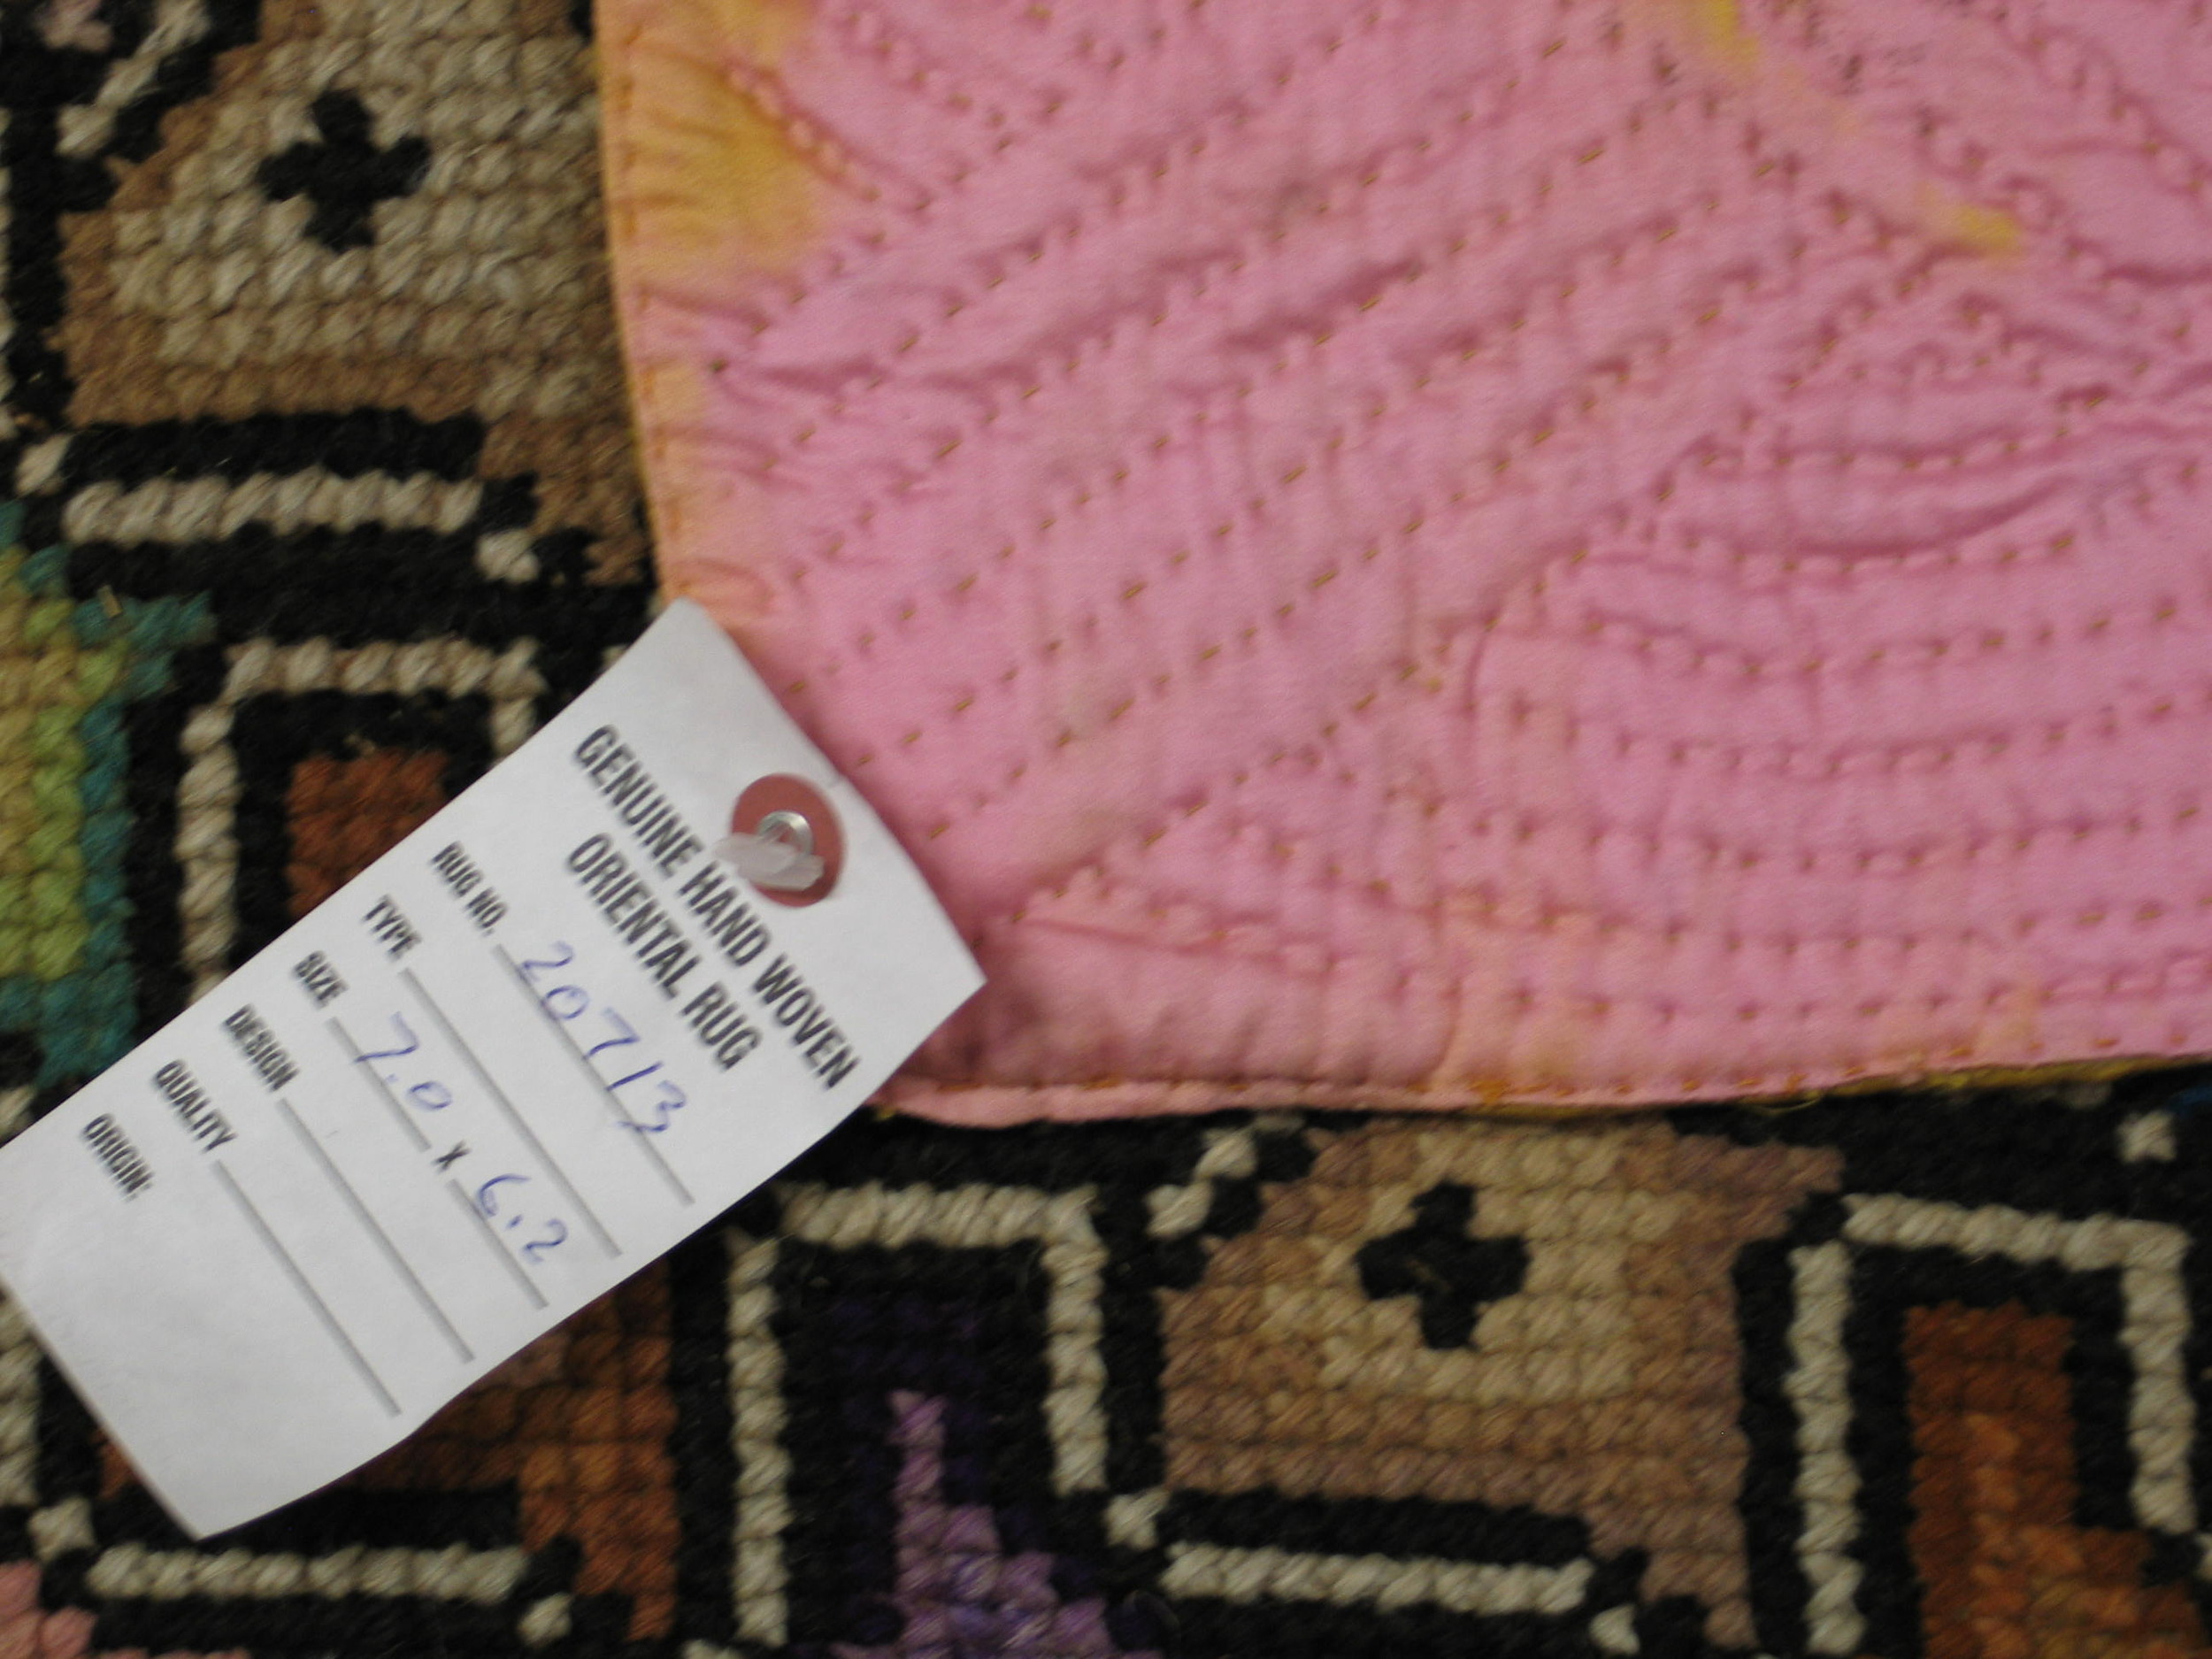 GENUINE HAND WOVEN
ORIENTAL RUG
RUG NO. 20713
TYPE
SIZE 7.0 X 6.2
DESIGN
QUALITY
ORIGIN: